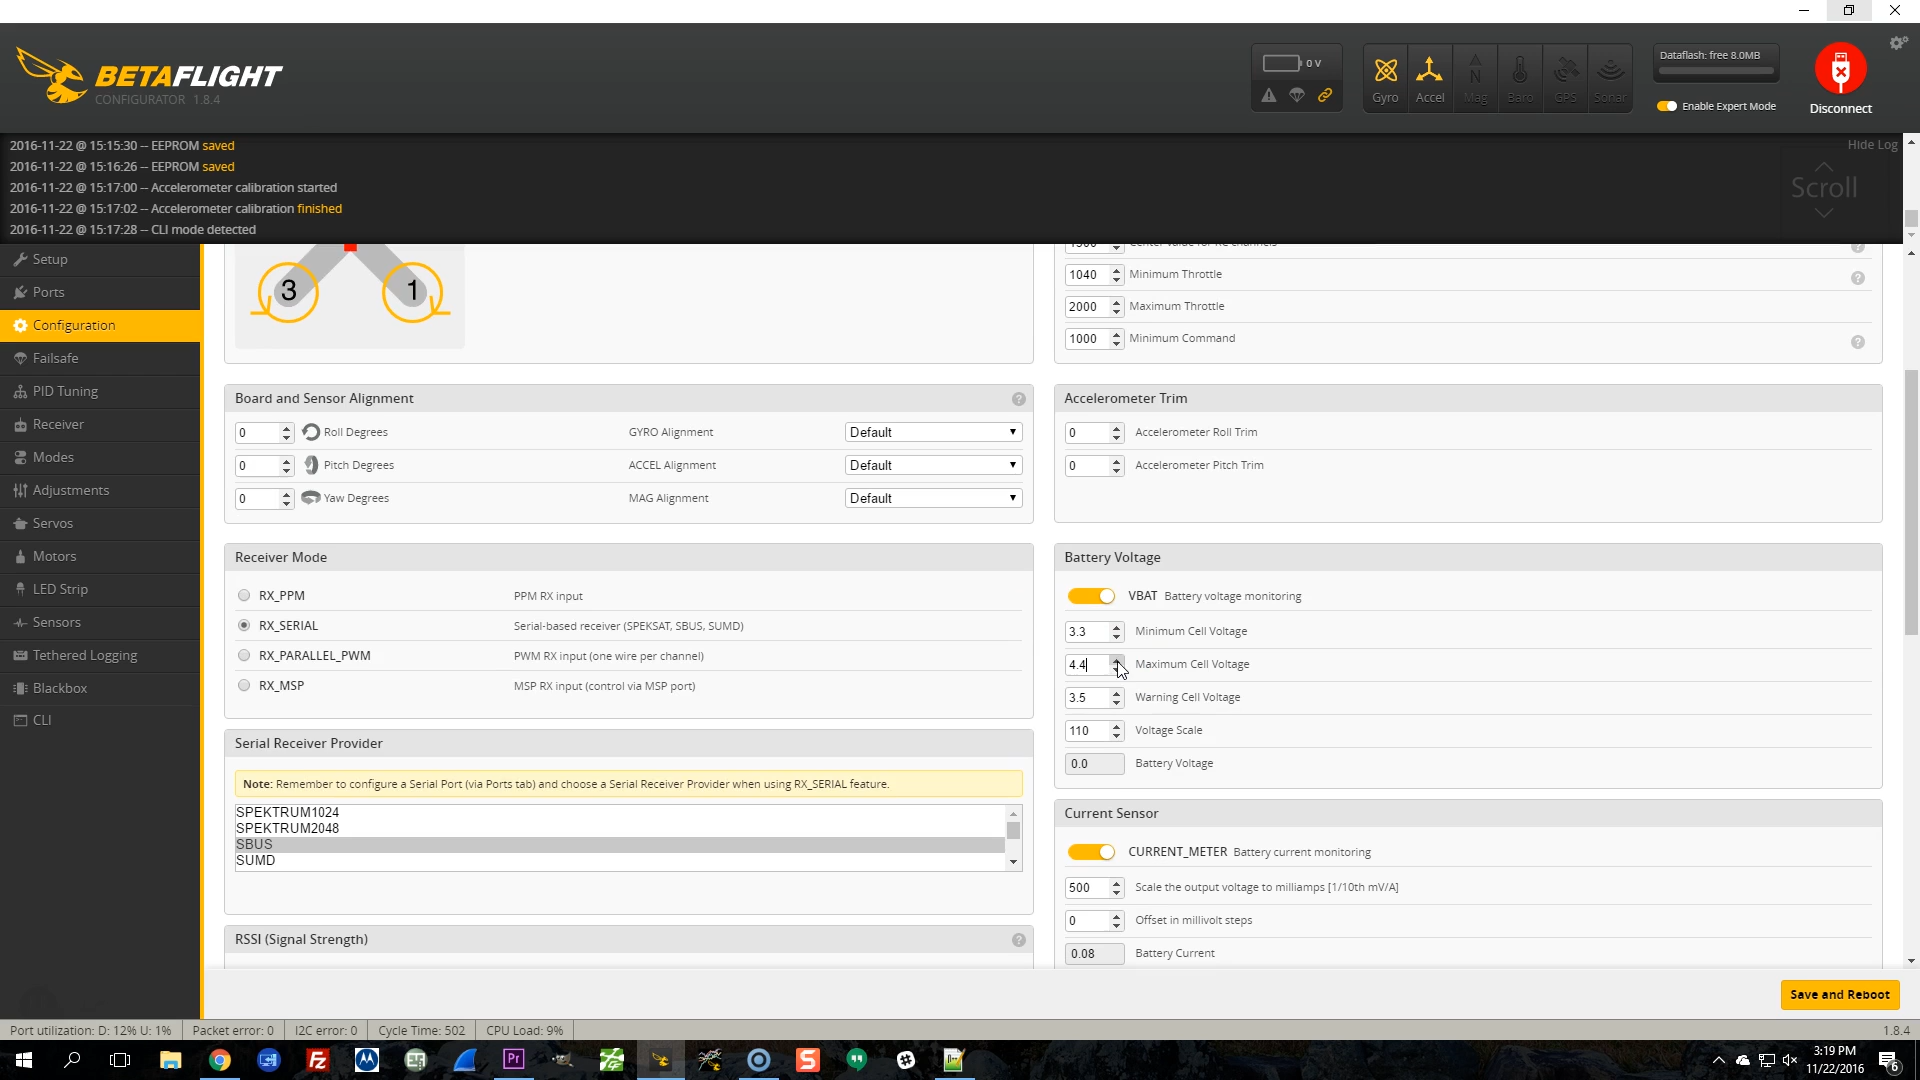 BETAFLIGHT
CONFIGURATOR 1.8.4
0 V
Gyro
Accel
Mag
Baro
GPS
Sonar
Dataflash: free 8.0MB
Enable Expert Mode
Disconnect
2016-11-22 @ 15:15:30 -- EEPROM saved
2016-11-22 @ 15:16:26 -- EEPROM saved
2016-11-22 @ 15:17:00 -- Accelerometer calibration started
2016-11-22 @ 15:17:02 -- Accelerometer calibration finished
2016-11-22 @ 15:17:28 -- CLI mode detected
Hide Log
Scroll
Setup
Ports
Configuration
Failsafe
PID Tuning
Receiver
Modes
Adjustments
Servos
Motors
LED Strip
Sensors
Tethered Logging
Blackbox
CLI
3
1
1500 Center value for RC channels
1040 Minimum Throttle
2000 Maximum Throttle
1000 Minimum Command
Board and Sensor Alignment
0 Roll Degrees GYRO Alignment Default
0 Pitch Degrees ACCEL Alignment Default
0 Yaw Degrees MAG Alignment Default
Accelerometer Trim
0 Accelerometer Roll Trim
0 Accelerometer Pitch Trim
Receiver Mode
RX_PPM PPM RX input
RX_SERIAL Serial-based receiver (SPEKSAT, SBUS, SUMD)
RX_PARALLEL_PWM PWM RX input (one wire per channel)
RX_MSP MSP RX input (control via MSP port)
Battery Voltage
VBAT Battery voltage monitoring
3.3 Minimum Cell Voltage
4.4 Maximum Cell Voltage
3.5 Warning Cell Voltage
110 Voltage Scale
0.0 Battery Voltage
Serial Receiver Provider
Note: Remember to configure a Serial Port (via Ports tab) and choose a Serial Receiver Provider when using RX_SERIAL feature.
SPEKTRUM1024
SPEKTRUM2048
SBUS
SUMD
Current Sensor
CURRENT_METER Battery current monitoring
500 Scale the output voltage to milliamps [1/10th mV/A]
0 Offset in millivolt steps
0.08 Battery Current
RSSI (Signal Strength)
Save and Reboot
Port utilization: D: 12% U: 1% Packet error: 0 I2C error: 0 Cycle Time: 502 CPU Load: 9% 1.8.4
Pr
3:19 PM
11/22/2016
6